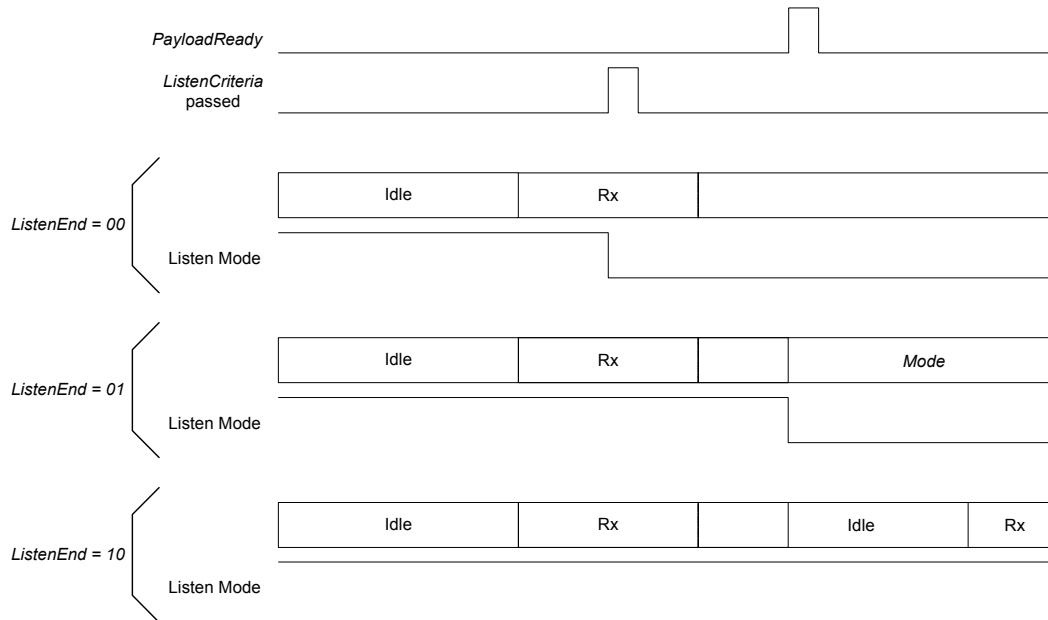 PayloadReady
ListenCriteria
passed
Idle
Rx
ListenEnd = 00
Listen Mode
Idle
Rx
Mode
ListenEnd = 01
Listen Mode
Idle
Rx
Idle
Rx
ListenEnd = 10
Listen Mode